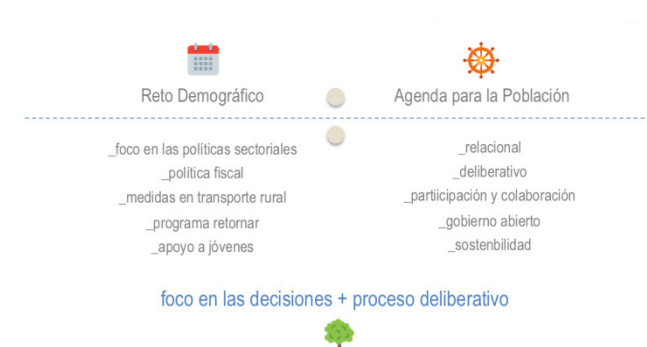 Reto Demográfico
_foco en las políticas sectoriales
_política fiscal
_medidas en transporte rural
_programa retornar
_apoyo a jóvenes
Agenda para la Población
_relacional
_deliberativo
_partiicipación y colaboración
_gobierno abierto
_sostenbilidad
foco en las decisiones + proceso deliberativo